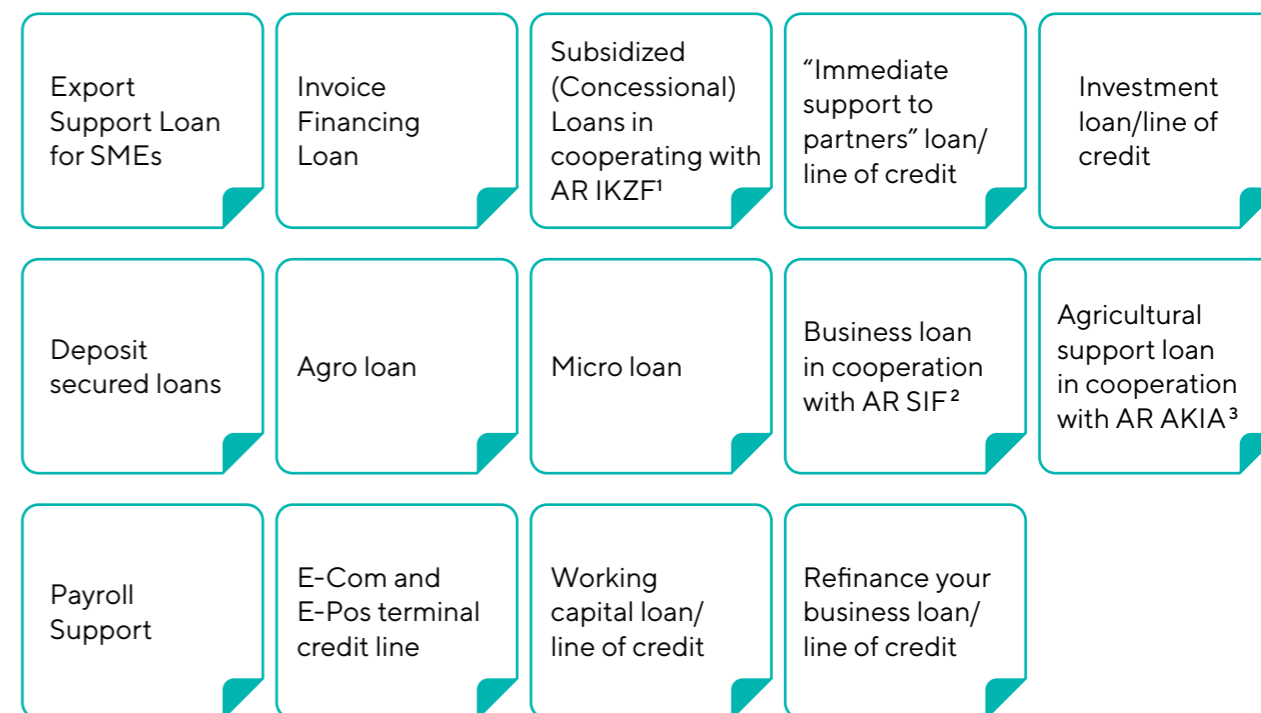 Export
Support Loan
for SMEs
Invoice
Financing
Loan
Subsidized
(Concessional)
Loans in
cooperating with
AR IKZF¹
“Immediate
support to
partners” loan/
line of credit
Investment
loan/line of
credit
Deposit
secured loans
Agro loan
Micro loan
Business loan
in cooperation
with AR SIF²
Agricultural
support loan
in cooperation
with AR AKIA³
Payroll
Support
E-Com and
E-Pos terminal
credit line
Working
capital loan/
line of credit
Refinance your
business loan/
line of credit